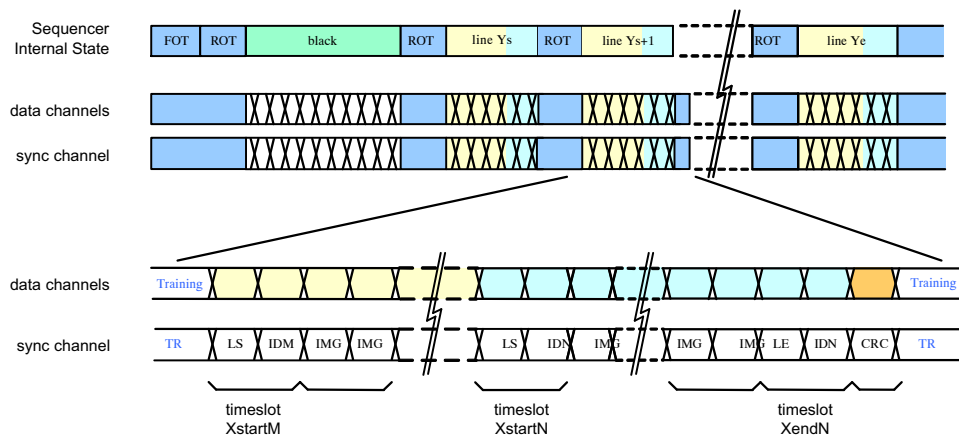 Sequencer
Internal State
FOT ROT black ROT line Ys ROT line Ys+1 ROT line Ye
data channels
sync channel
data channels
Training Training
sync channel
TR LS IDM IMG IMG LS IDN IMG IMG IMG LE IDN CRC TR
timeslot timeslot timeslot
XstartM XstartN XendN